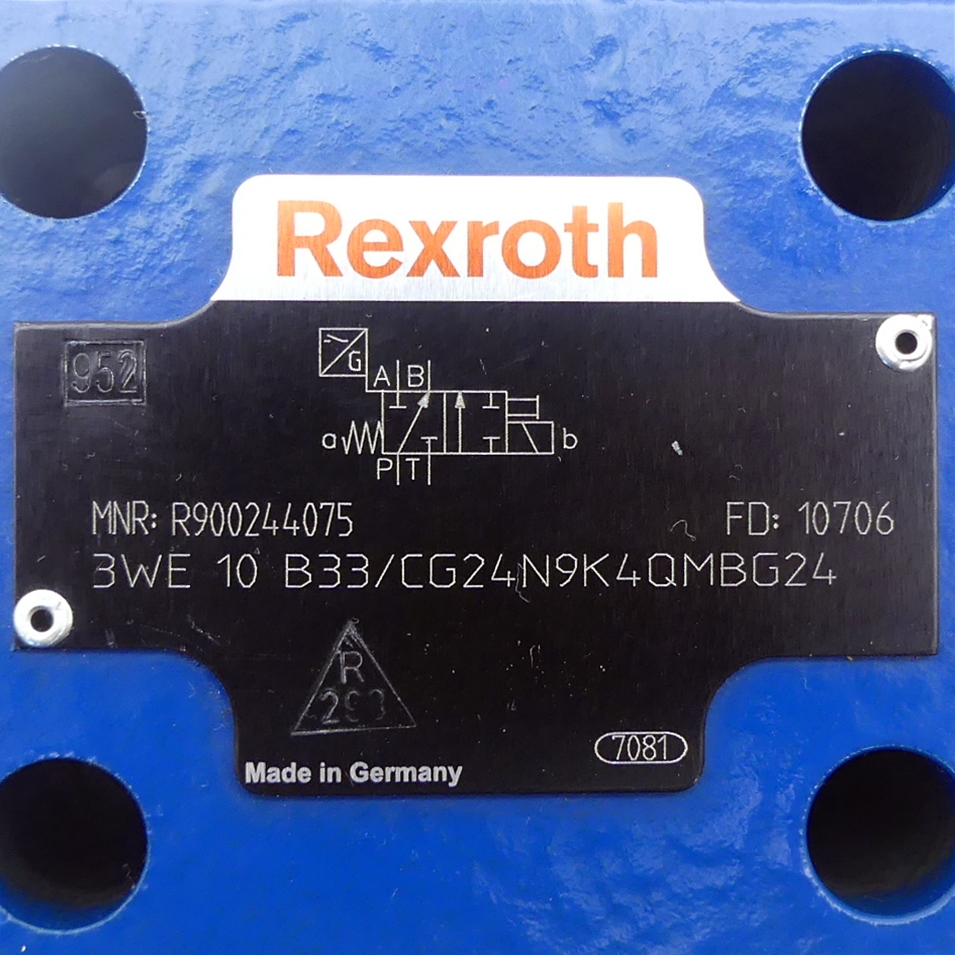 Rexroth
952
G
A B
a b
P T
MNR: R900244075 FD: 10706
3WE 10 B33/CG24N9K4QMBG24
R
293
7081
Made in Germany